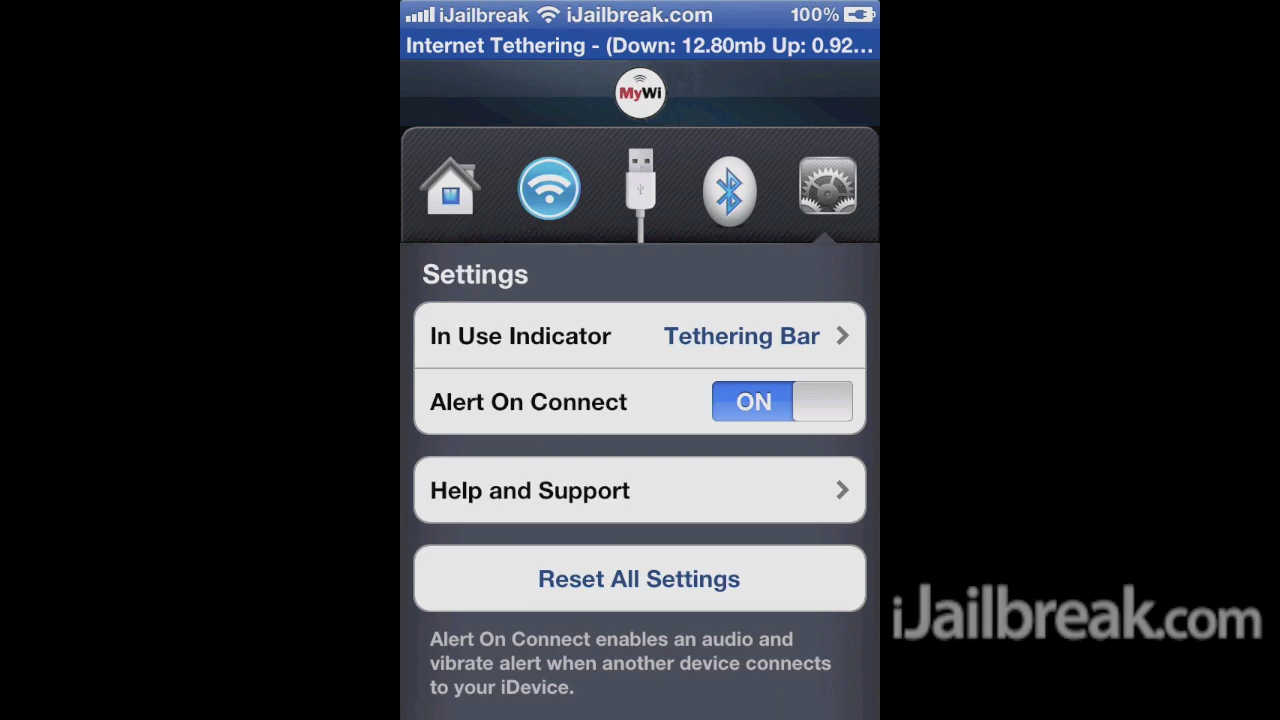 iJailbreak iJailbreak.com 100%
Internet Tethering - (Down: 12.80mb Up: 0.92...
MyWi
Settings
In Use Indicator Tethering Bar
Alert On Connect ON
Help and Support
Reset All Settings
iJailbreak.com
Alert On Connect enables an audio and
vibrate alert when another device connects
to your iDevice.